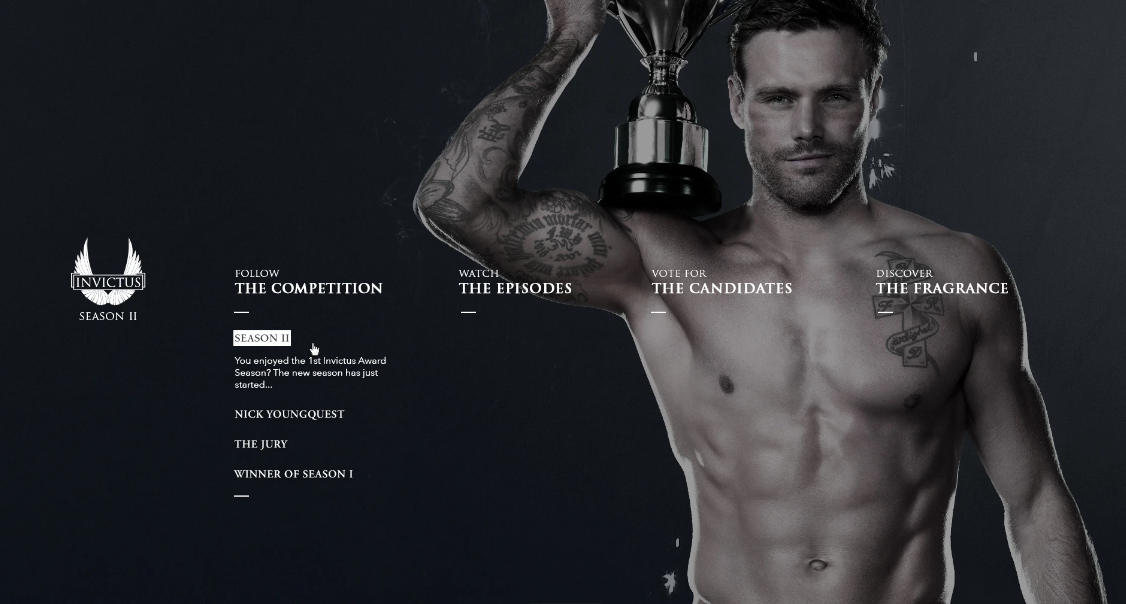 INVICTUS
SEASON II
FOLLOW
THE COMPETITION
SEASON II
You enjoyed the 1st Invictus Award
Season? The new season has just
started...
NICK YOUNGQUEST
THE JURY
WINNER OF SEASON I
WATCH
THE EPISODES
VOTE FOR
THE CANDIDATES
DISCOVER
THE FRAGRANCE